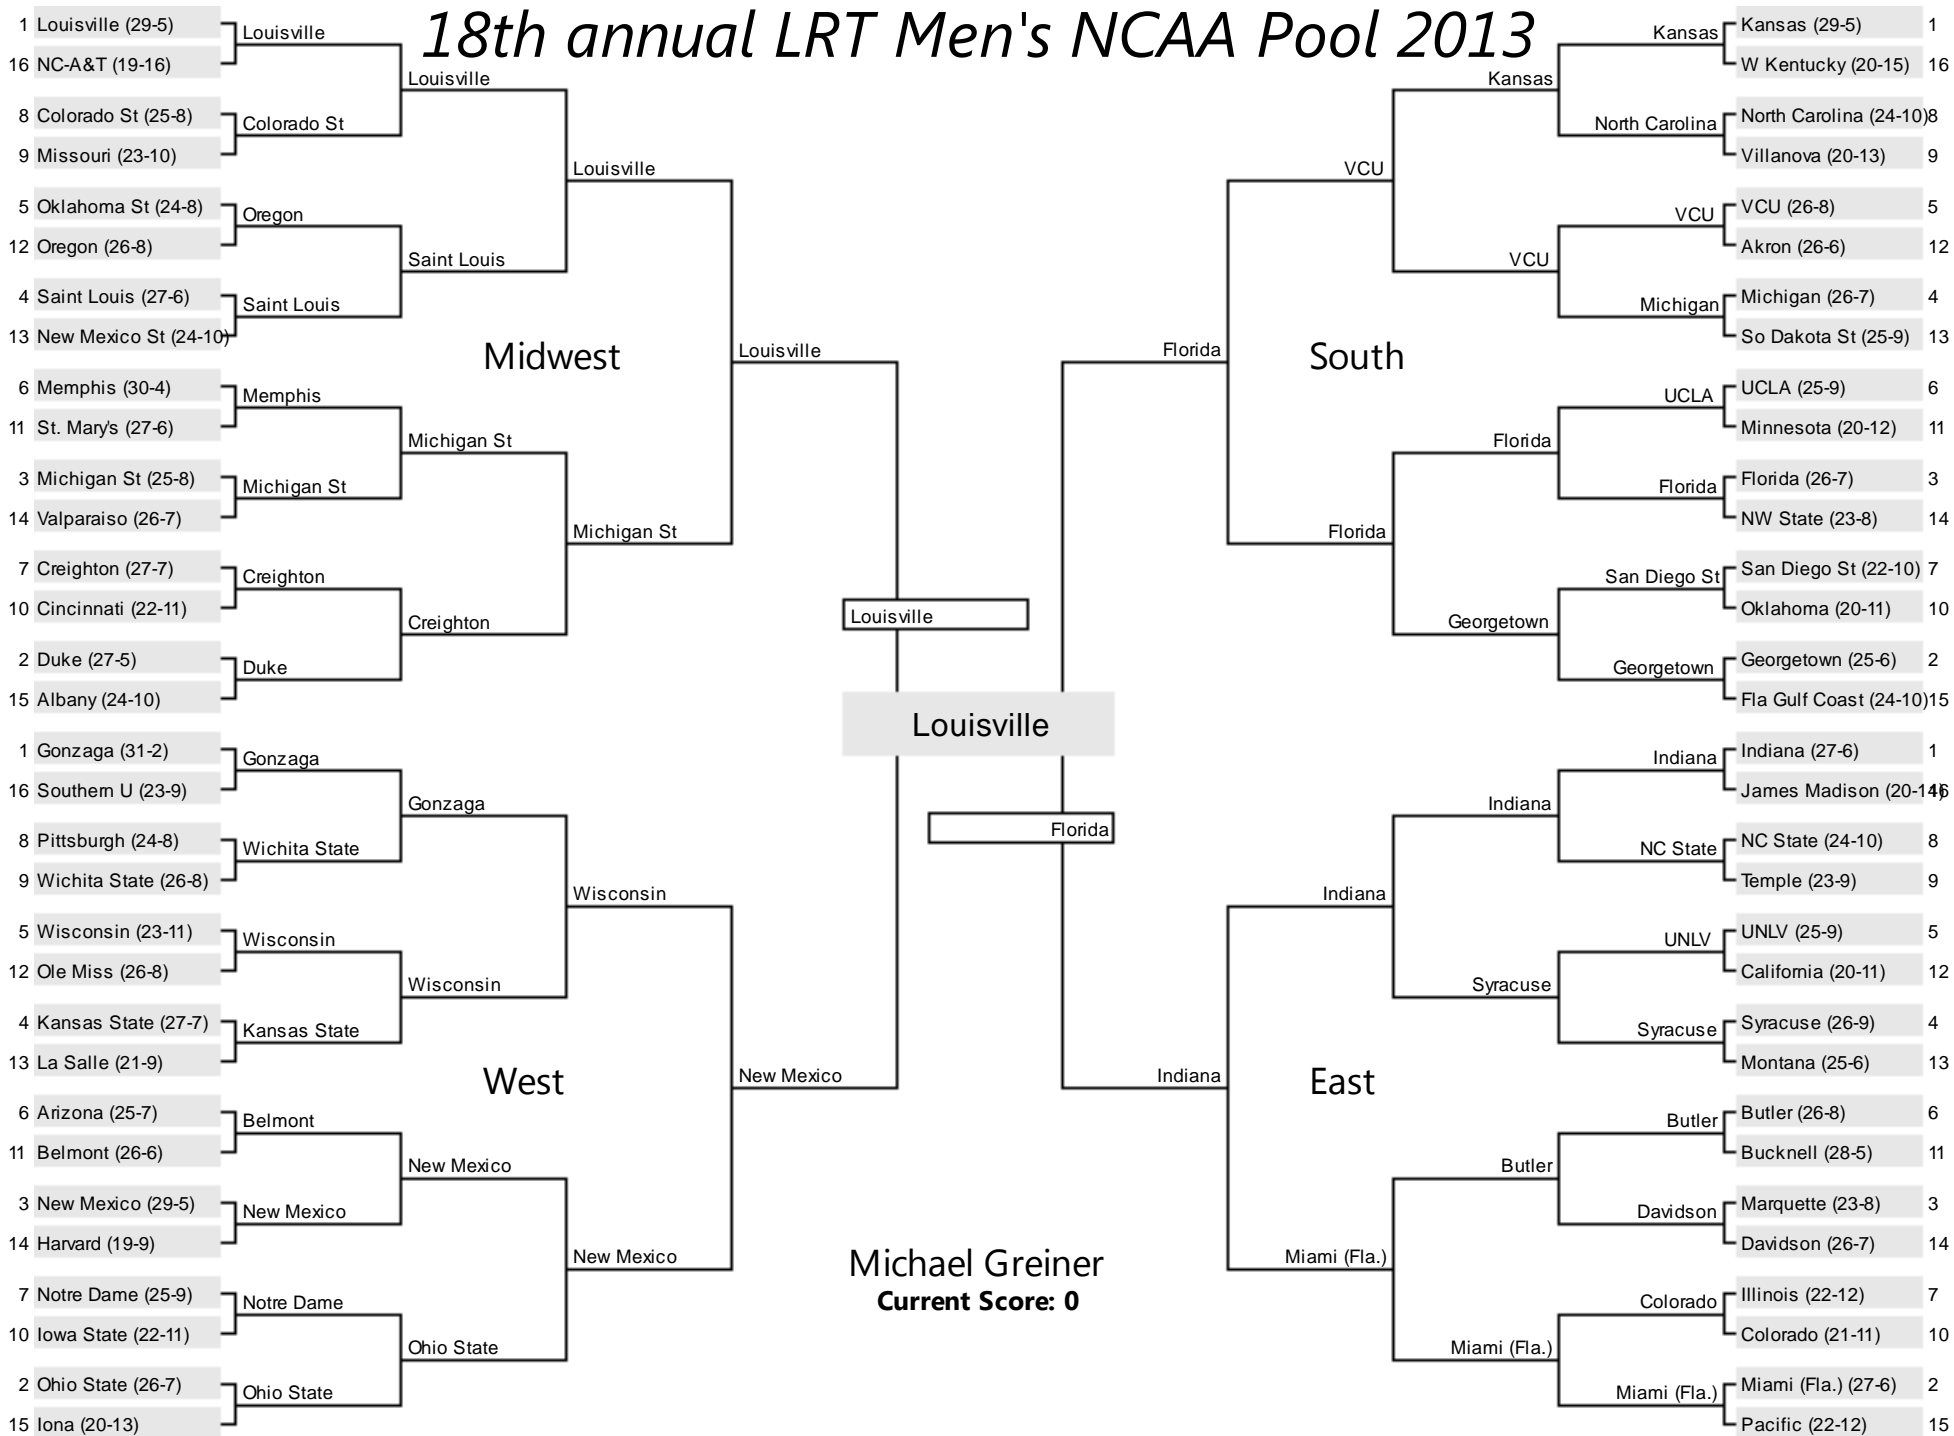 18th annual LRT Men's NCAA Pool 2013
1 Louisville (29-5)
16 NC-A&T (19-16)
8 Colorado St (25-8)
9 Missouri (23-10)
5 Oklahoma St (24-8)
12 Oregon (26-8)
4 Saint Louis (27-6)
13 New Mexico St (24-10)
6 Memphis (30-4)
11 St. Mary's (27-6)
3 Michigan St (25-8)
14 Valparaiso (26-7)
7 Creighton (27-7)
10 Cincinnati (22-11)
2 Duke (27-5)
15 Albany (24-10)
Louisville
Colorado St
Oregon
Saint Louis
Memphis
Michigan St
Creighton
Duke
Louisville
Saint Louis
Michigan St
Creighton
Louisville
Michigan St
Louisville
Midwest
1 Gonzaga (31-2)
16 Southern U (23-9)
8 Pittsburgh (24-8)
9 Wichita State (26-8)
5 Wisconsin (23-11)
12 Ole Miss (26-8)
4 Kansas State (27-7)
13 La Salle (21-9)
6 Arizona (25-7)
11 Belmont (26-6)
3 New Mexico (29-5)
14 Harvard (19-9)
7 Notre Dame (25-9)
10 Iowa State (22-11)
2 Ohio State (26-7)
15 Iona (20-13)
Gonzaga
Wichita State
Wisconsin
Kansas State
Belmont
New Mexico
Notre Dame
Ohio State
Gonzaga
Wisconsin
New Mexico
Ohio State
Wisconsin
New Mexico
New Mexico
West
Louisville
Louisville
Florida
Michael Greiner
Current Score: 0
Kansas (29-5) 1
W Kentucky (20-15) 16
North Carolina (24-10) 8
Villanova (20-13) 9
VCU (26-8) 5
Akron (26-6) 12
Michigan (26-7) 4
So Dakota St (25-9) 13
UCLA (25-9) 6
Minnesota (20-12) 11
Florida (26-7) 3
NW State (23-8) 14
San Diego St (22-10) 7
Oklahoma (20-11) 10
Georgetown (25-6) 2
Fla Gulf Coast (24-10) 15
Kansas
North Carolina
VCU
Michigan
UCLA
Florida
San Diego St
Georgetown
Kansas
VCU
Florida
Georgetown
VCU
Florida
Florida
South
Indiana (27-6) 1
James Madison (20-14) 16
NC State (24-10) 8
Temple (23-9) 9
UNLV (25-9) 5
California (20-11) 12
Syracuse (26-9) 4
Montana (25-6) 13
Butler (26-8) 6
Bucknell (28-5) 11
Marquette (23-8) 3
Davidson (26-7) 14
Illinois (22-12) 7
Colorado (21-11) 10
Miami (Fla.) (27-6) 2
Pacific (22-12) 15
Indiana
NC State
UNLV
Syracuse
Butler
Davidson
Colorado
Miami (Fla.)
Indiana
Syracuse
Butler
Miami (Fla.)
Indiana
Miami (Fla.)
Indiana
East